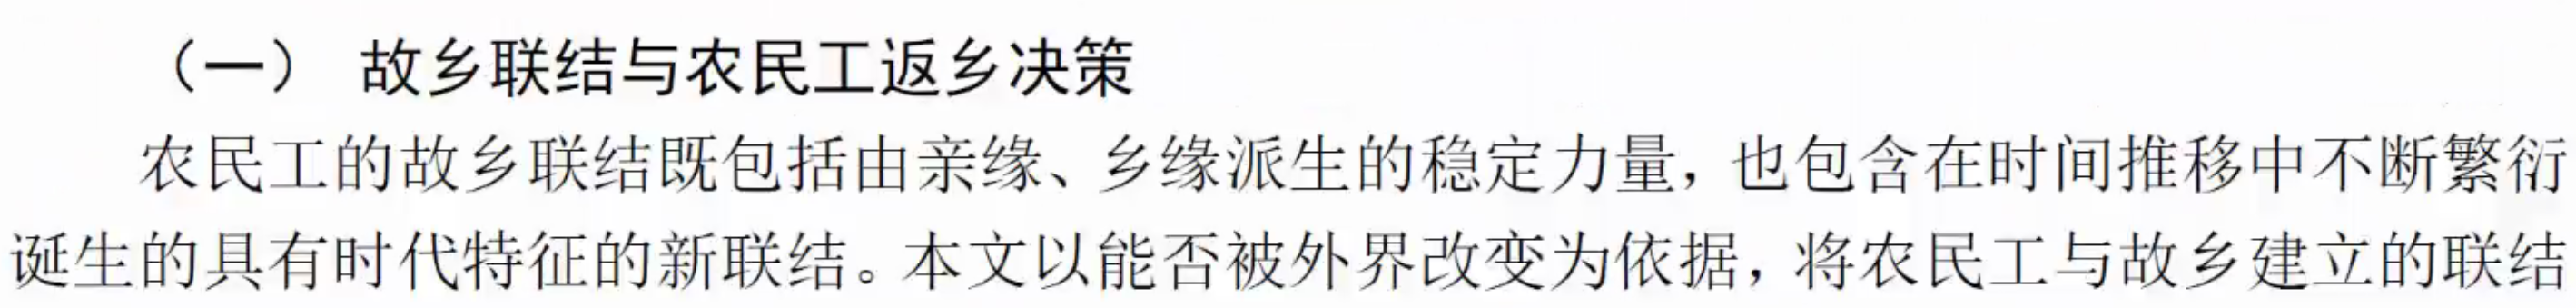 （一） 故乡联结与农民工返乡决策
农民工的故乡联结既包括由亲缘、乡缘派生的稳定力量，也包含在时间推移中不断繁衍
诞生的具有时代特征的新联结。本文以能否被外界改变为依据，将农民工与故乡建立的联结